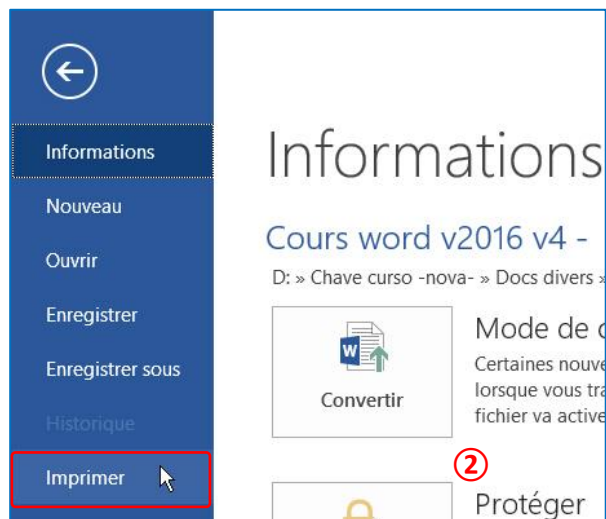 Informations
Nouveau
Ouvrir
Enregistrer
Enregistrer sous
Historique
Imprimer
Informations
Cours word v2016 v4 -
D: » Chave curso -nova- » Docs divers »
W
Convertir
Mode de c
Certaines nouve
lorsque vous tra
fichier va active
②
Protéger